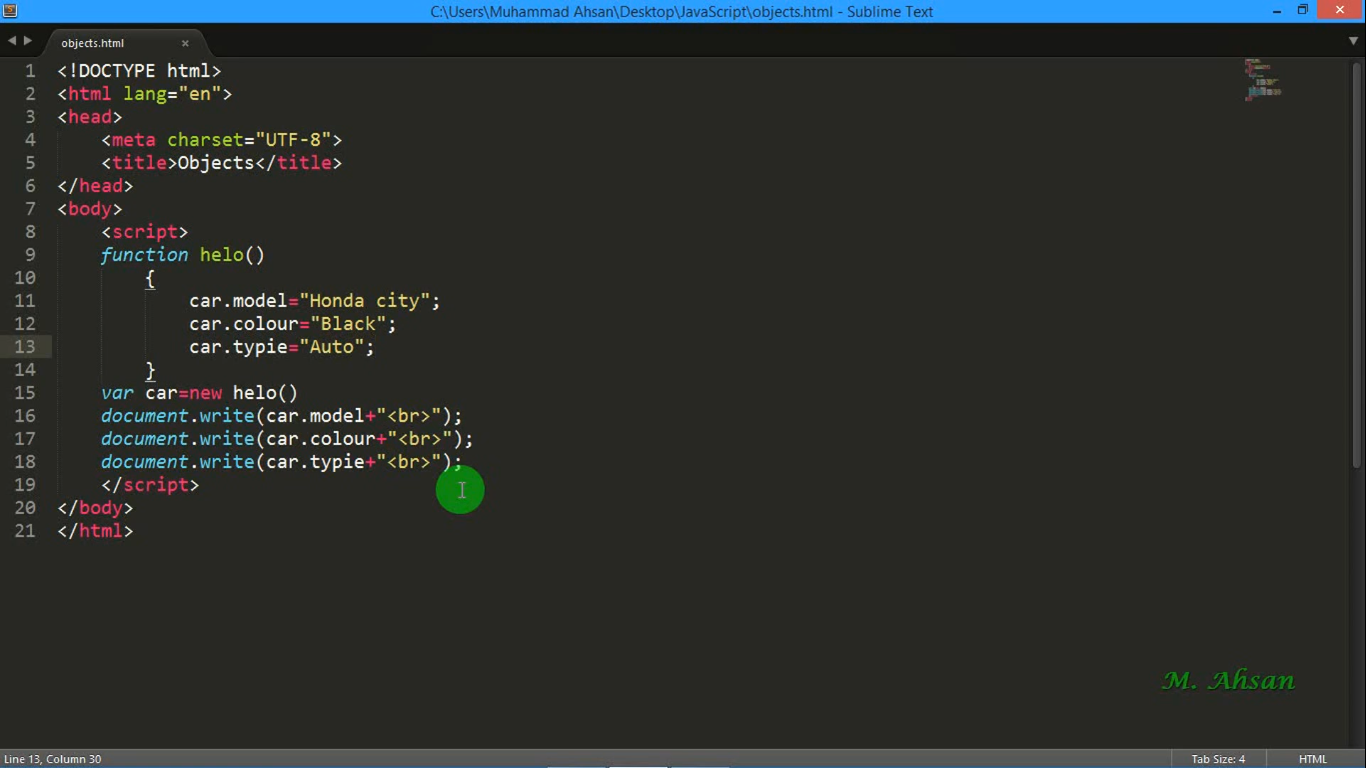 C:\Users\Muhammad Ahsan\Desktop\JavaScript\objects.html - Sublime Text
objects.html ×
1 <!DOCTYPE html>
2 <html lang="en">
3 <head>
4     <meta charset="UTF-8">
5     <title>Objects</title>
6 </head>
7 <body>
8     <script>
9     function helo()
10         {
11             car.model="Honda city";
12             car.colour="Black";
13             car.typie="Auto";
14         }
15     var car=new helo()
16     document.write(car.model+"<br>");
17     document.write(car.colour+"<br>");
18     document.write(car.typie+"<br>");
19     </script>
20 </body>
21 </html>
M. Ahsan
Line 13, Column 30 Tab Size: 4 HTML